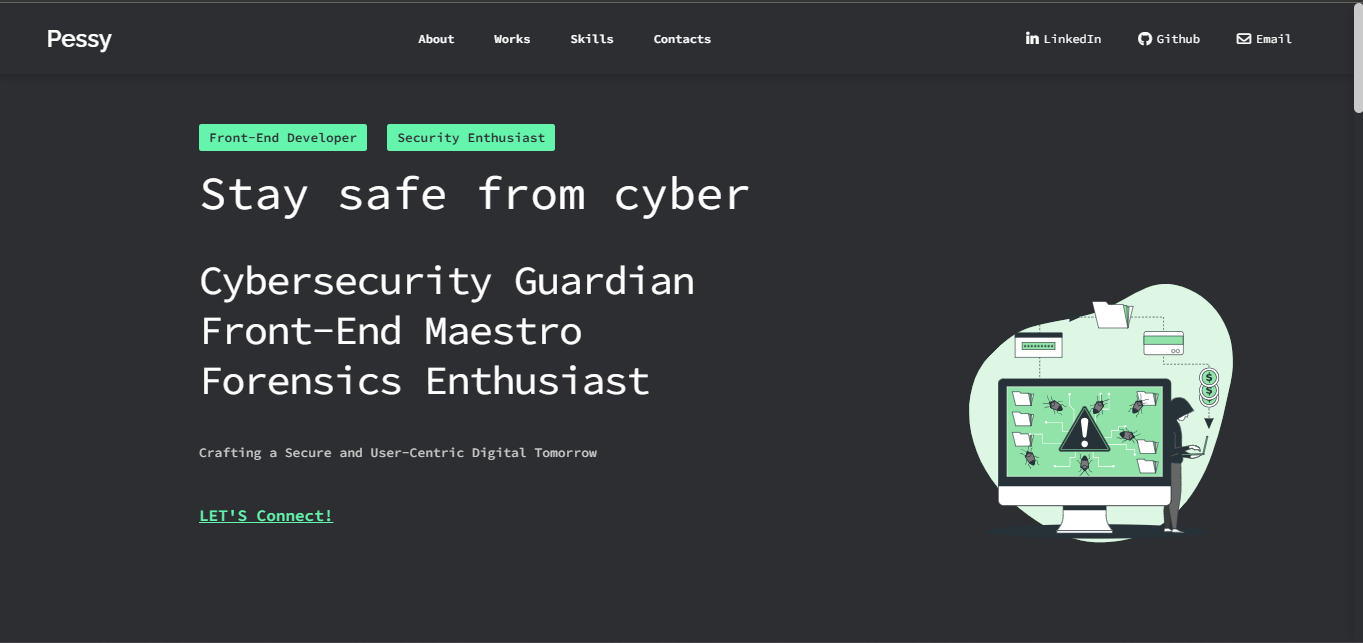 Pessy
About Works Skills Contacts
LinkedIn Github Email
Front-End Developer Security Enthusiast
Stay safe from cyber
Cybersecurity Guardian
Front-End Maestro
Forensics Enthusiast
Crafting a Secure and User-Centric Digital Tomorrow
LET'S Connect!